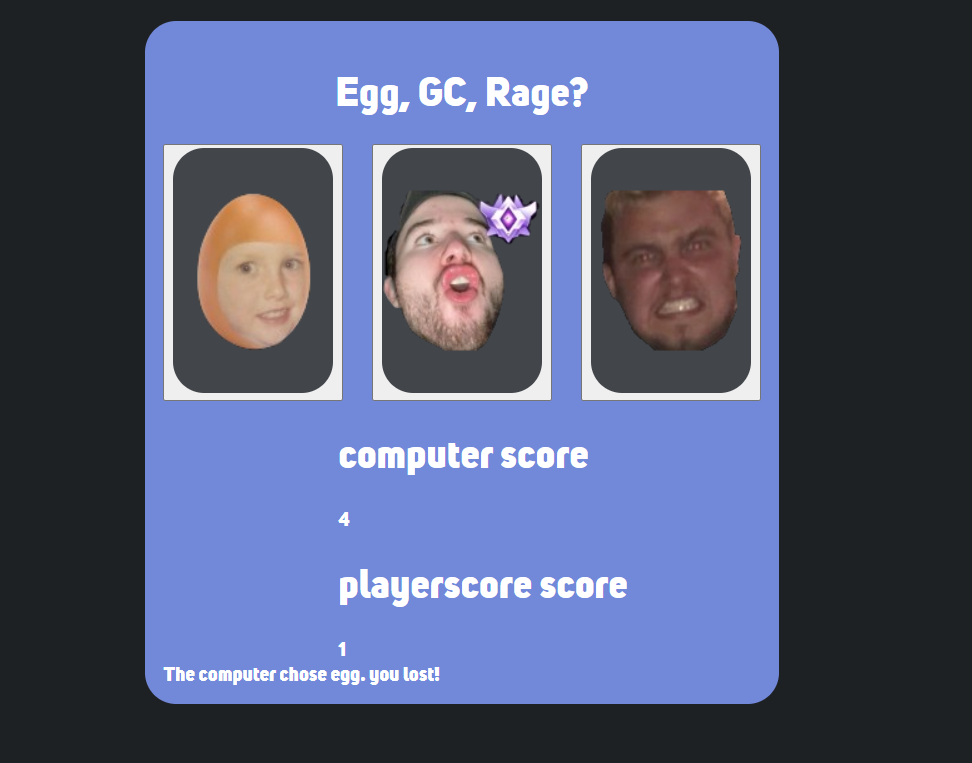 Egg, GC, Rage?
computer score
4
playerscore score
1
The computer chose egg. you lost!